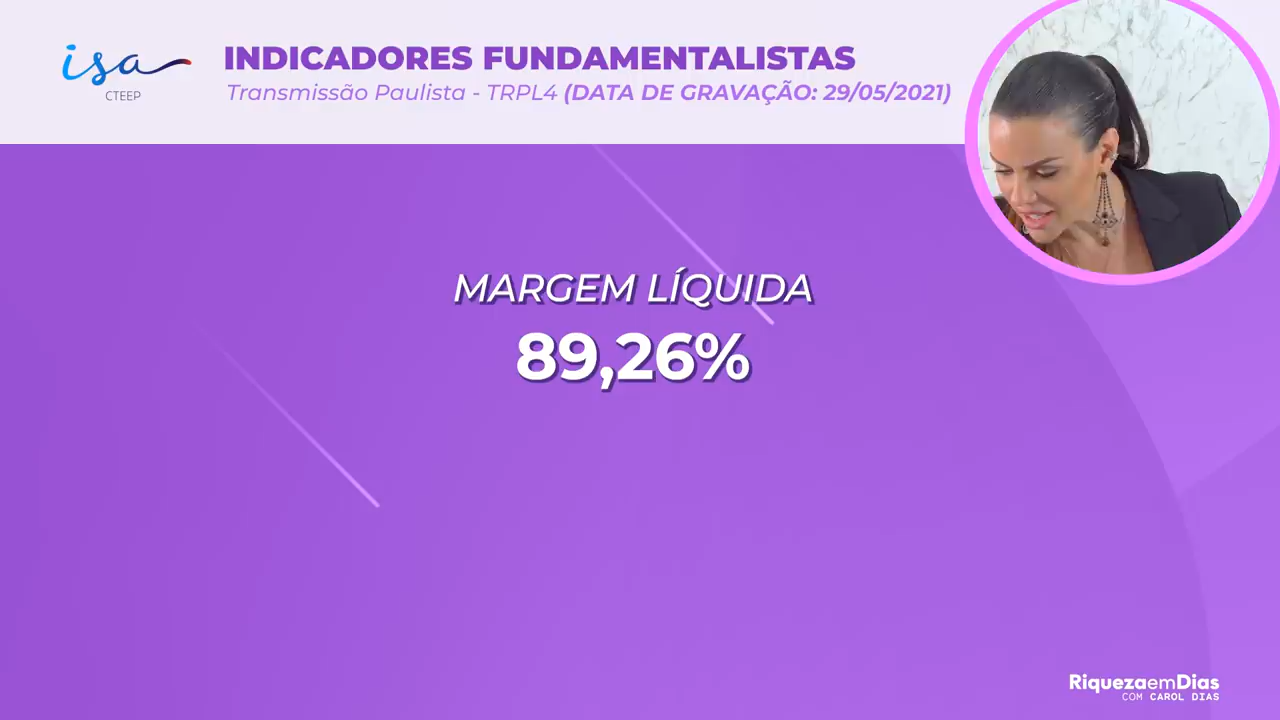 isa
CTEEP
INDICADORES FUNDAMENTALISTAS
Transmissão Paulista - TRPL4 (DATA DE GRAVAÇÃO: 29/05/2021)
MARGEM LÍQUIDA
89,26%
RiquezaemDias
COM CAROL DIAS